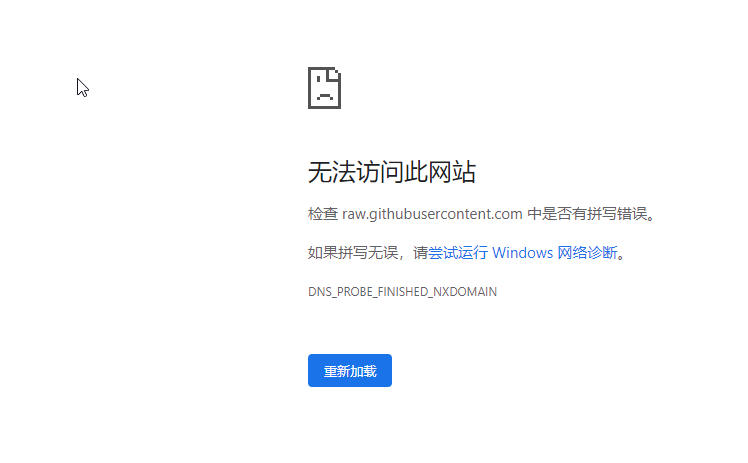 无法访问此网站
检查 raw.githubusercontent.com 中是否有拼写错误。
如果拼写无误，请尝试运行 Windows 网络诊断。
DNS_PROBE_FINISHED_NXDOMAIN
重新加载